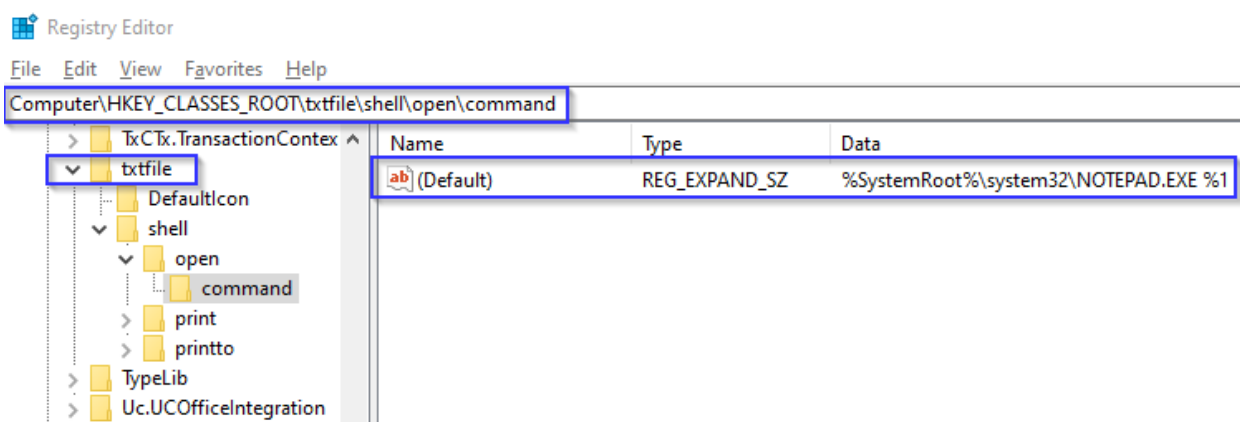 Registry Editor
File Edit View Favorites Help
Computer\HKEY_CLASSES_ROOT\txtfile\shell\open\command
TxCTx.TransactionContex
txtfile
DefaultIcon
shell
open
command
print
printto
TypeLib
Uc.UCOfficeIntegration
Name Type Data
ab (Default) REG_EXPAND_SZ %SystemRoot%\system32\NOTEPAD.EXE %1